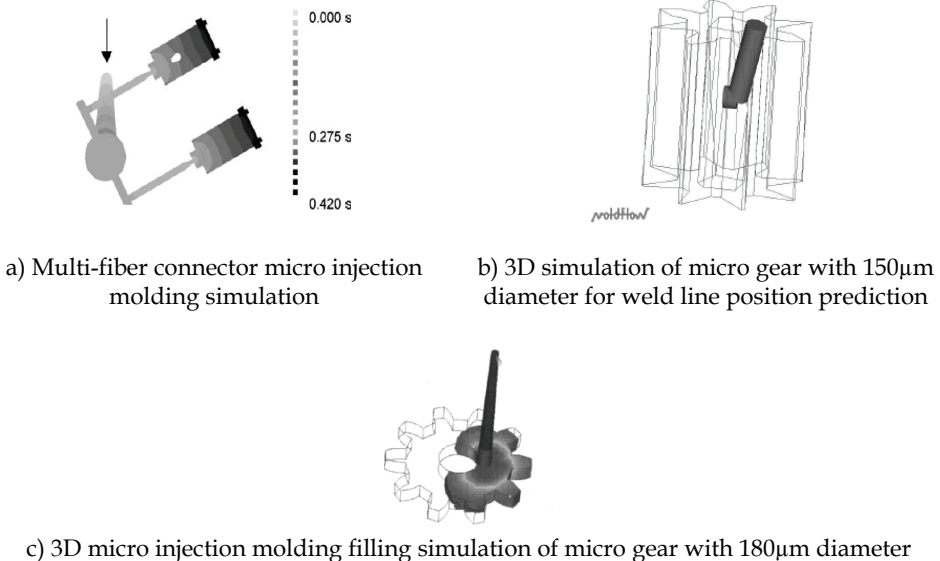 0.000 s
0.275 s
0.420 s
moldflow
a) Multi-fiber connector micro injection
molding simulation
b) 3D simulation of micro gear with 150µm
diameter for weld line position prediction
c) 3D micro injection molding filling simulation of micro gear with 180µm diameter